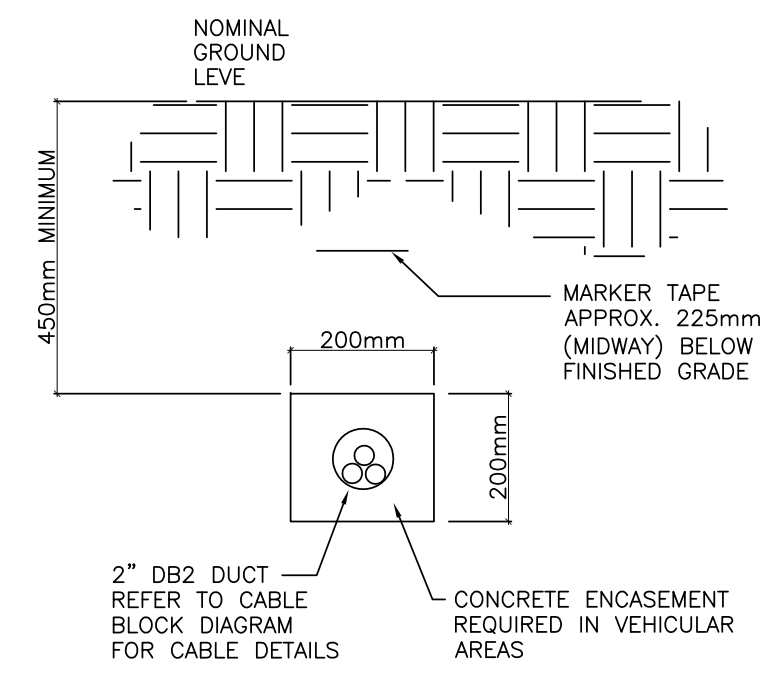 NOMINAL
GROUND
LEVE
450mm MINIMUM
MARKER TAPE
APPROX. 225mm
(MIDWAY) BELOW
FINISHED GRADE
200mm
200mm
2" DB2 DUCT
REFER TO CABLE
BLOCK DIAGRAM
FOR CABLE DETAILS
CONCRETE ENCASEMENT
REQUIRED IN VEHICULAR
AREAS